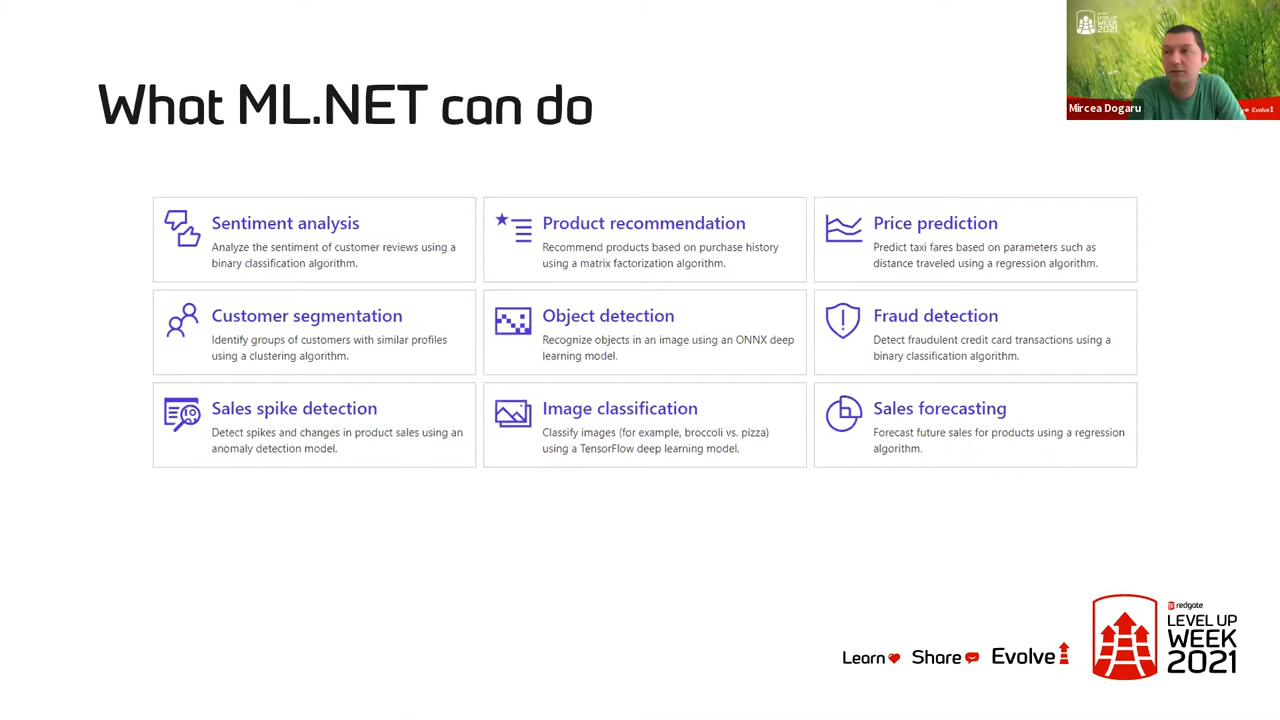 LEVEL UP
WEEK
2021
Mircea Dogaru
Evolve
What ML.NET can do
Sentiment analysis
Analyze the sentiment of customer reviews using a
binary classification algorithm.
Product recommendation
Recommend products based on purchase history
using a matrix factorization algorithm.
Price prediction
Predict taxi fares based on parameters such as
distance traveled using a regression algorithm.
Customer segmentation
Identify groups of customers with similar profiles
using a clustering algorithm.
Object detection
Recognize objects in an image using an ONNX deep
learning model.
Fraud detection
Detect fraudulent credit card transactions using a
binary classification algorithm.
Sales spike detection
Detect spikes and changes in product sales using an
anomaly detection model.
Image classification
Classify images (for example, broccoli vs. pizza)
using a TensorFlow deep learning model.
Sales forecasting
Forecast future sales for products using a regression
algorithm.
Learn Share Evolve
redgate
LEVEL UP
WEEK
2021